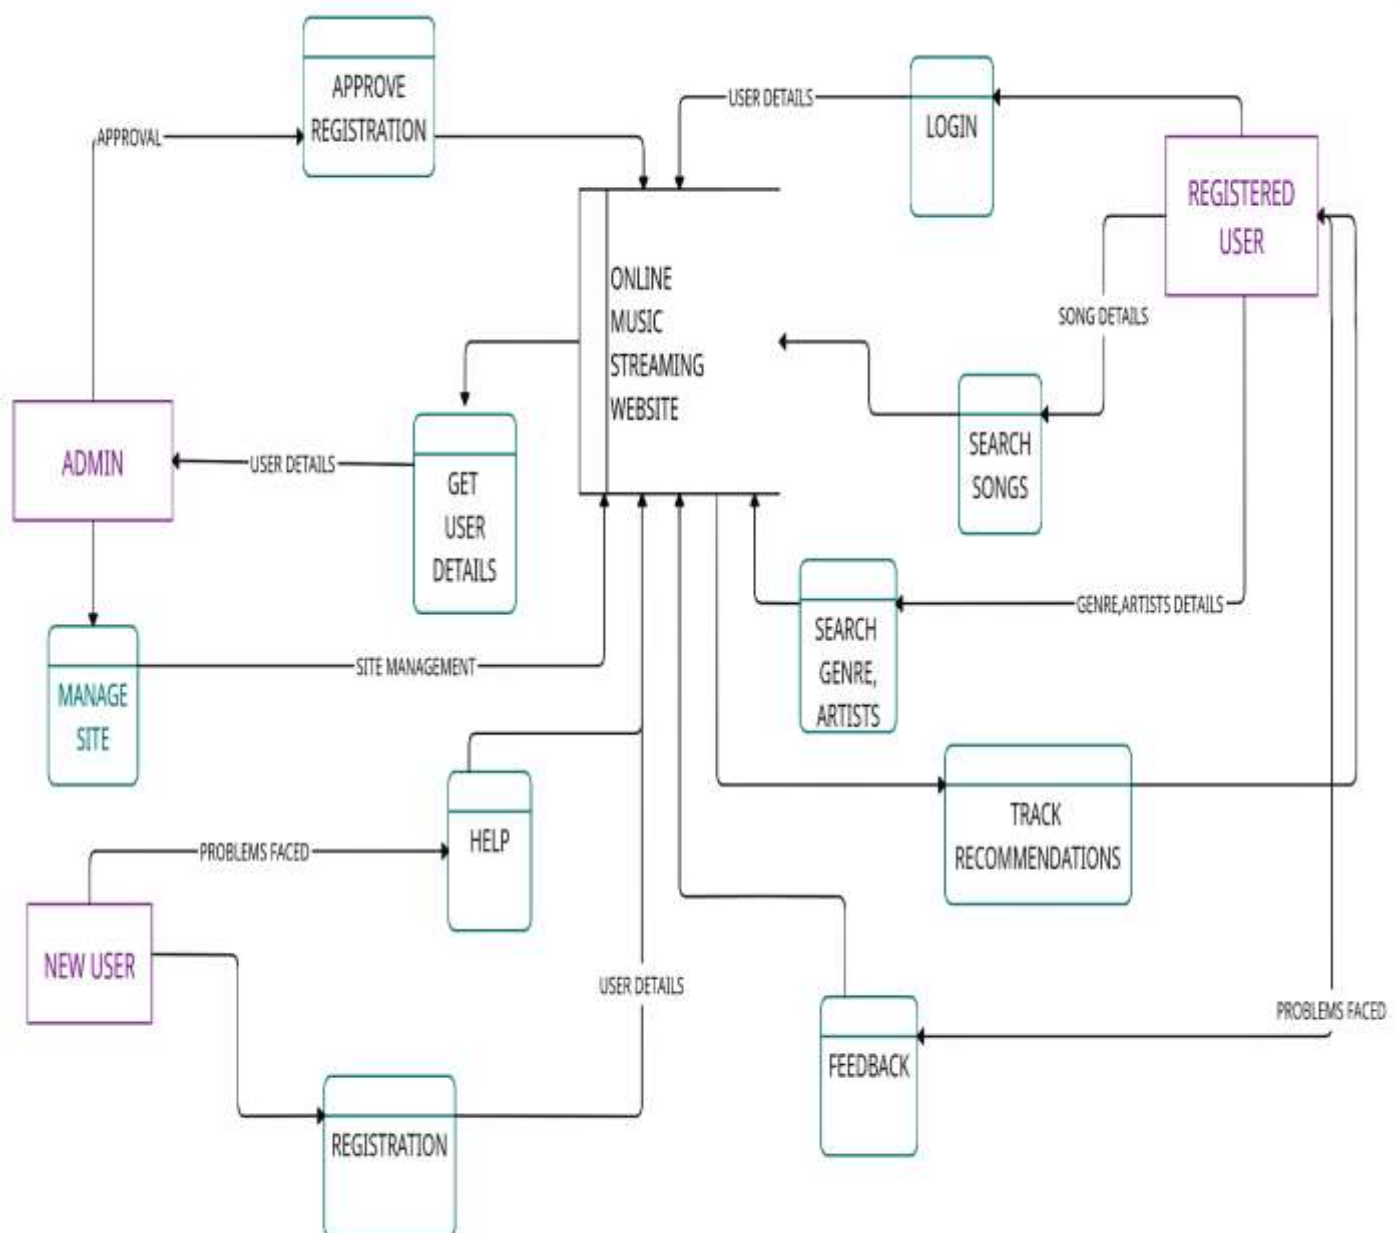 APPROVE
REGISTRATION
APPROVAL
USER DETAILS
LOGIN
REGISTERED
USER
ONLINE
MUSIC
STREAMING
WEBSITE
SONG DETAILS
SEARCH
SONGS
ADMIN
USER DETAILS
GET
USER
DETAILS
SEARCH
GENRE,
ARTISTS
GENRE,ARTISTS DETAILS
SITE MANAGEMENT
MANAGE
SITE
TRACK
RECOMMENDATIONS
HELP
PROBLEMS FACED
NEW USER
USER DETAILS
PROBLEMS FACED
FEEDBACK
REGISTRATION